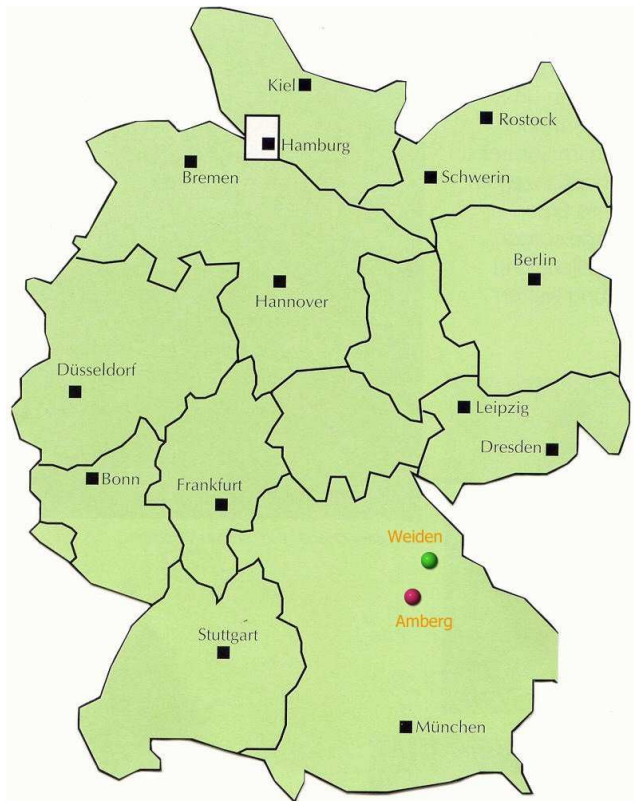 Kiel
Rostock
Hamburg
Bremen
Schwerin
Berlin
Hannover
Düsseldorf
Leipzig
Dresden
Bonn
Frankfurt
Weiden
Amberg
Stuttgart
München